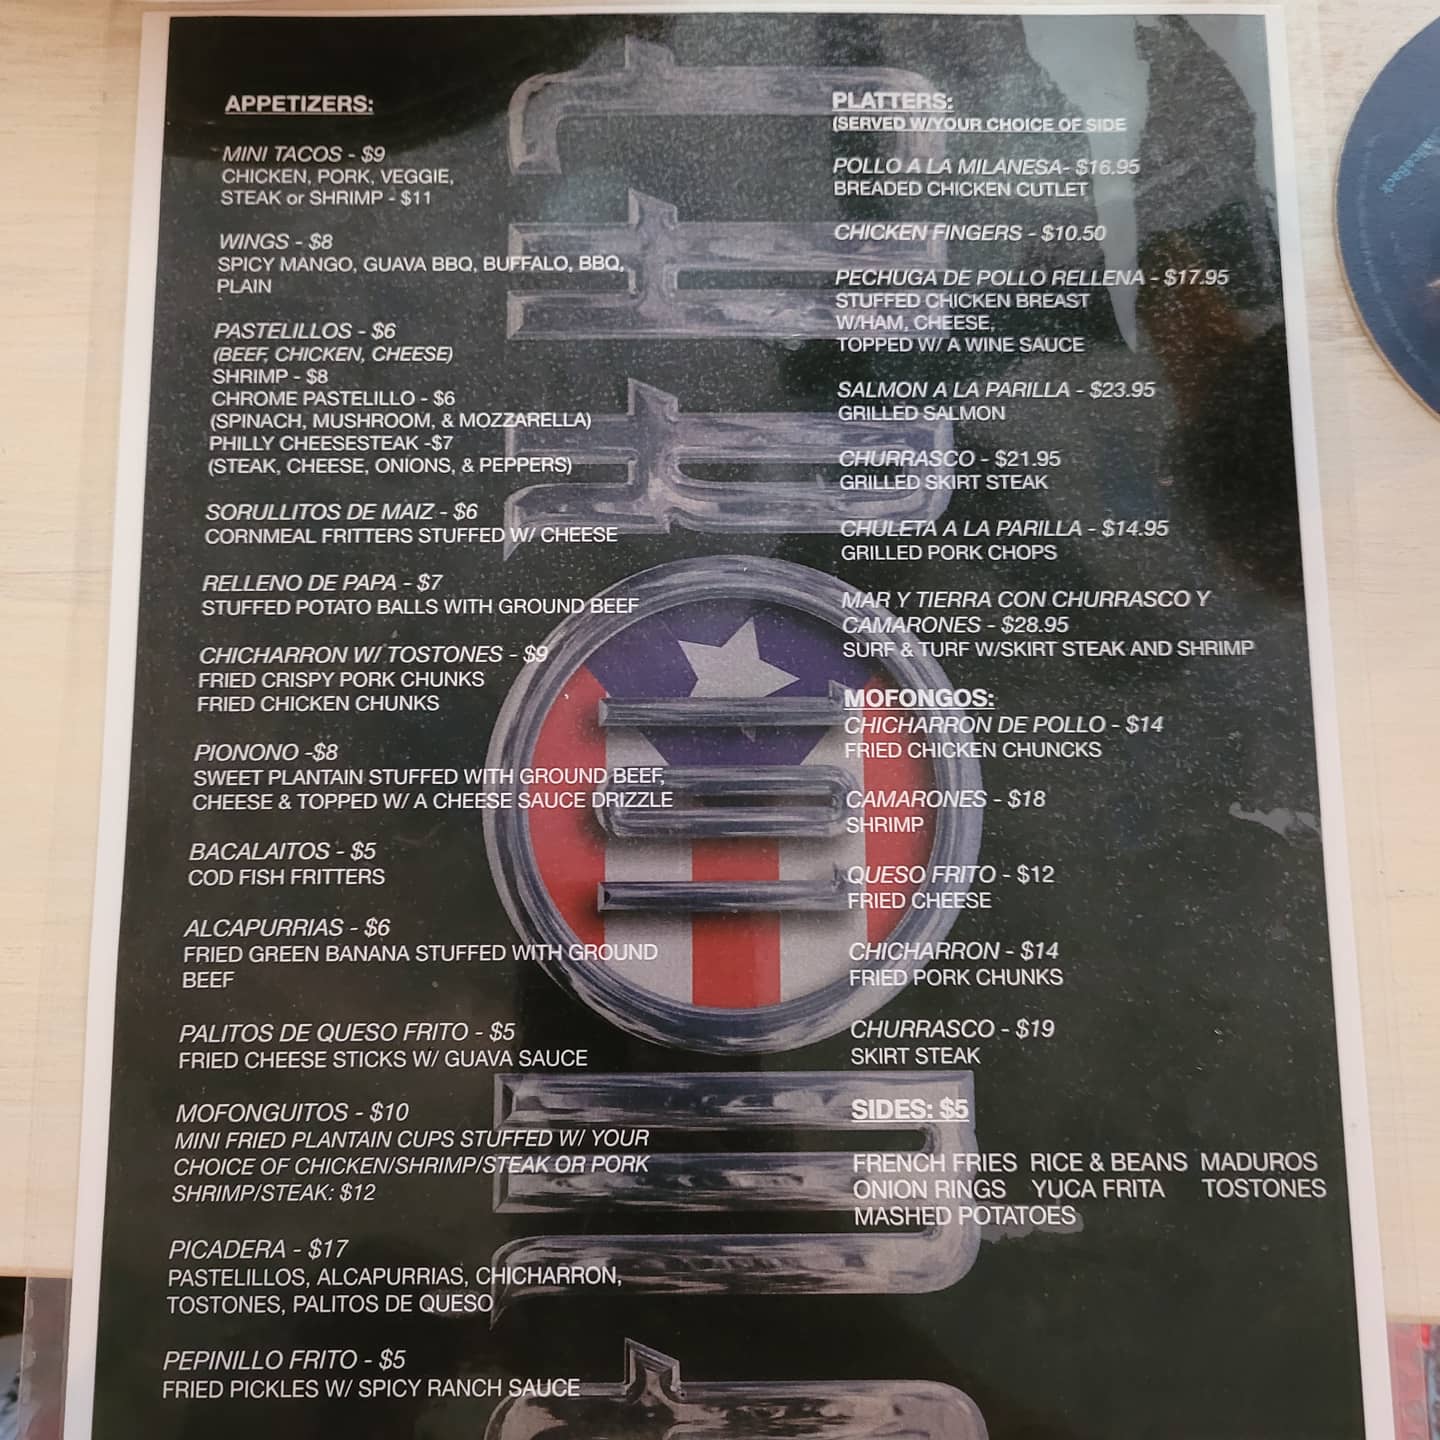 APPETIZERS:
MINI TACOS - $9
CHICKEN, PORK, VEGGIE,
STEAK or SHRIMP - $11
WINGS - $8
SPICY MANGO, GUAVA BBQ, BUFFALO, BBQ,
PLAIN
PASTELILLOS - $6
(BEEF, CHICKEN, CHEESE)
SHRIMP - $8
CHROME PASTELILLO - $6
(SPINACH, MUSHROOM, & MOZZARELLA)
PHILLY CHEESESTEAK -$7
(STEAK, CHEESE, ONIONS, & PEPPERS)
SORULLITOS DE MAIZ - $6
CORNMEAL FRITTERS STUFFED W/ CHEESE
RELLENO DE PAPA - $7
STUFFED POTATO BALLS WITH GROUND BEEF
CHICHARRON W/ TOSTONES - $9
FRIED CRISPY PORK CHUNKS
FRIED CHICKEN CHUNKS
PIONONO -$8
SWEET PLANTAIN STUFFED WITH GROUND BEEF,
CHEESE & TOPPED W/ A CHEESE SAUCE DRIZZLE
BACALAITOS - $5
COD FISH FRITTERS
ALCAPURRIAS - $6
FRIED GREEN BANANA STUFFED WITH GROUND
BEEF
PALITOS DE QUESO FRITO - $5
FRIED CHEESE STICKS W/ GUAVA SAUCE
MOFONGUITOS - $10
MINI FRIED PLANTAIN CUPS STUFFED W/ YOUR
CHOICE OF CHICKEN/SHRIMP/STEAK OR PORK
SHRIMP/STEAK: $12
PICADERA - $17
PASTELILLOS, ALCAPURRIAS, CHICHARRON,
TOSTONES, PALITOS DE QUESO
PEPINILLO FRITO - $5
FRIED PICKLES W/ SPICY RANCH SAUCE
PLATTERS:
(SERVED W/YOUR CHOICE OF SIDE
POLLO A LA MILANESA- $16.95
BREADED CHICKEN CUTLET
CHICKEN FINGERS - $10.50
PECHUGA DE POLLO RELLENA - $17.95
STUFFED CHICKEN BREAST
W/HAM, CHEESE,
TOPPED W/ A WINE SAUCE
SALMON A LA PARILLA - $23.95
GRILLED SALMON
CHURRASCO - $21.95
GRILLED SKIRT STEAK
CHULETA A LA PARILLA - $14.95
GRILLED PORK CHOPS
MAR Y TIERRA CON CHURRASCO Y
CAMARONES - $28.95
SURF & TURF W/SKIRT STEAK AND SHRIMP
MOFONGOS:
CHICHARRON DE POLLO - $14
FRIED CHICKEN CHUNCKS
CAMARONES - $18
SHRIMP
QUESO FRITO - $12
FRIED CHEESE
CHICHARRON - $14
FRIED PORK CHUNKS
CHURRASCO - $19
SKIRT STEAK
SIDES: $5
FRENCH FRIES RICE & BEANS MADUROS
ONION RINGS YUCA FRITA TOSTONES
MASHED POTATOES